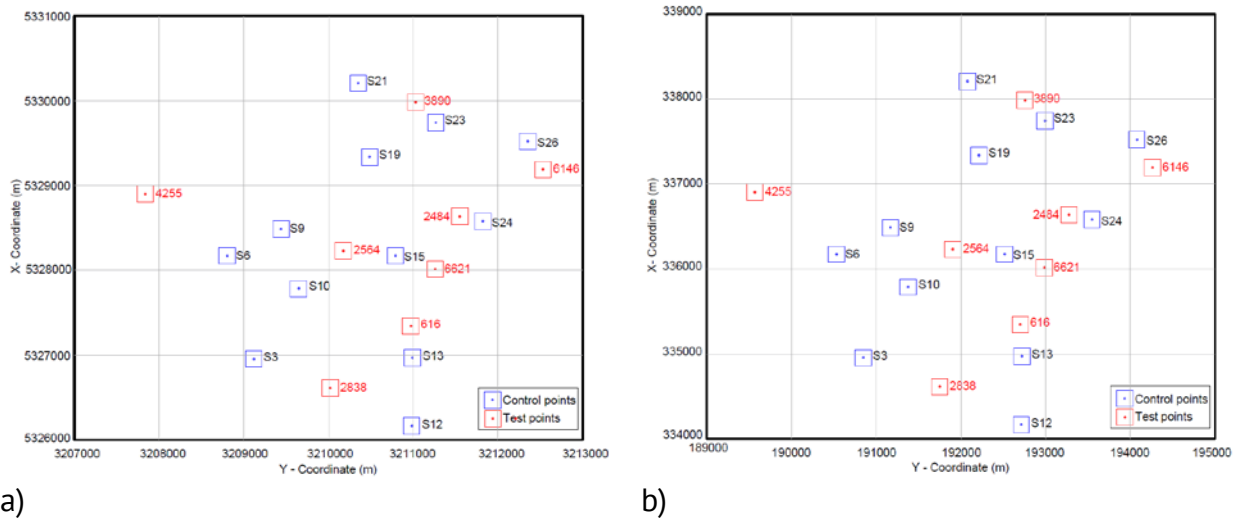 5331000
5330000
5329000
5328000
5327000
5326000
X- Coordinate (m)
S21
3890
S23
S26
S19
6146
4255
2484
S24
S9
2564
S15
S6
6621
S10
616
S3
S13
2838
S12
Control points
Test points
3207000 3208000 3209000 3210000 3211000 3212000 3213000
Y - Coordinate (m)
a)
339000
338000
337000
336000
335000
334000
X- Coordinate (m)
S21
3890
S23
S26
S19
6146
4255
2484
S24
S9
2564
S15
S6
6621
S10
616
S3
S13
2838
S12
Control points
Test points
189000 190000 191000 192000 193000 194000 195000
Y - Coordinate (m)
b)